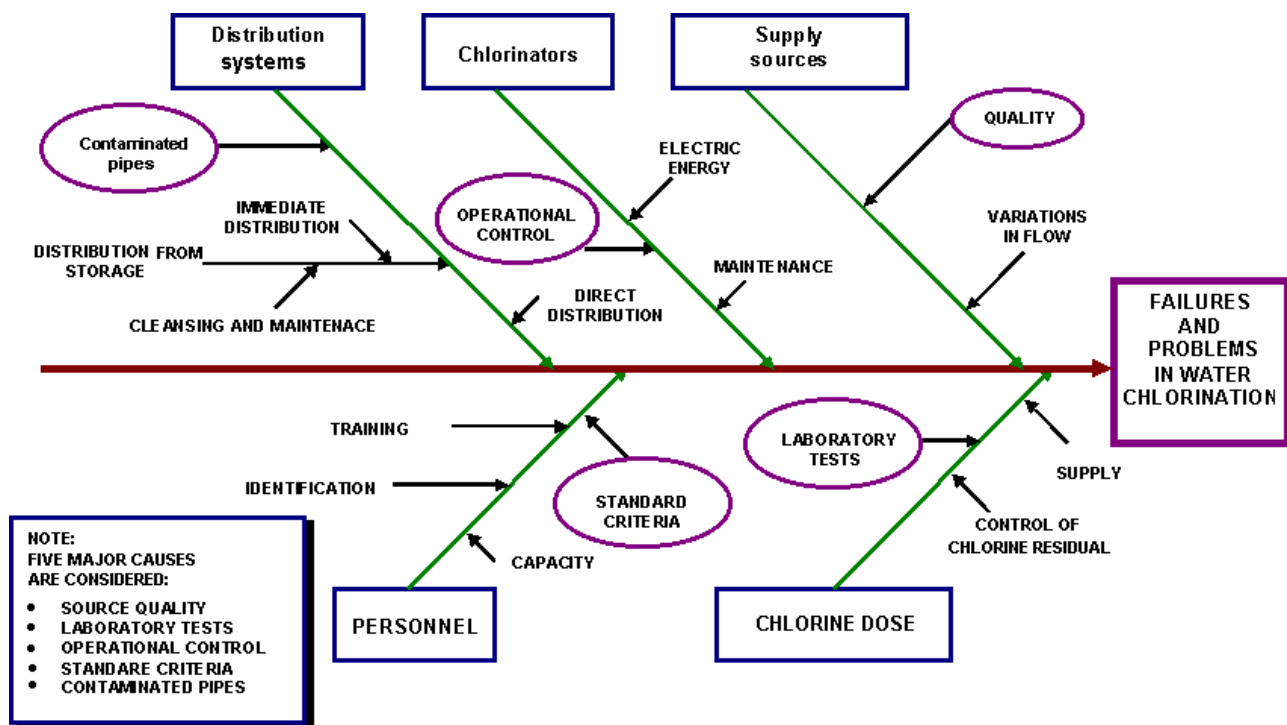 Distribution
systems
Chlorinators
Supply
sources
Contaminated
pipes
QUALITY
ELECTRIC
ENERGY
IMMEDIATE
DISTRIBUTION
OPERATIONAL
CONTROL
VARIATIONS
IN FLOW
DISTRIBUTION FROM
STORAGE
MAINTENANCE
CLEANSING AND MAINTENACE
DIRECT
DISTRIBUTION
FAILURES
AND
PROBLEMS
IN WATER
CHLORINATION
TRAINING
LABORATORY
TESTS
SUPPLY
IDENTIFICATION
STANDARD
CRITERIA
CONTROL OF
CHLORINE RESIDUAL
CAPACITY
PERSONNEL
CHLORINE DOSE
NOTE:
FIVE MAJOR CAUSES
ARE CONSIDERED:
• SOURCE QUALITY
• LABORATORY TESTS
• OPERATIONAL CONTROL
• STANDARE CRITERIA
• CONTAMINATED PIPES